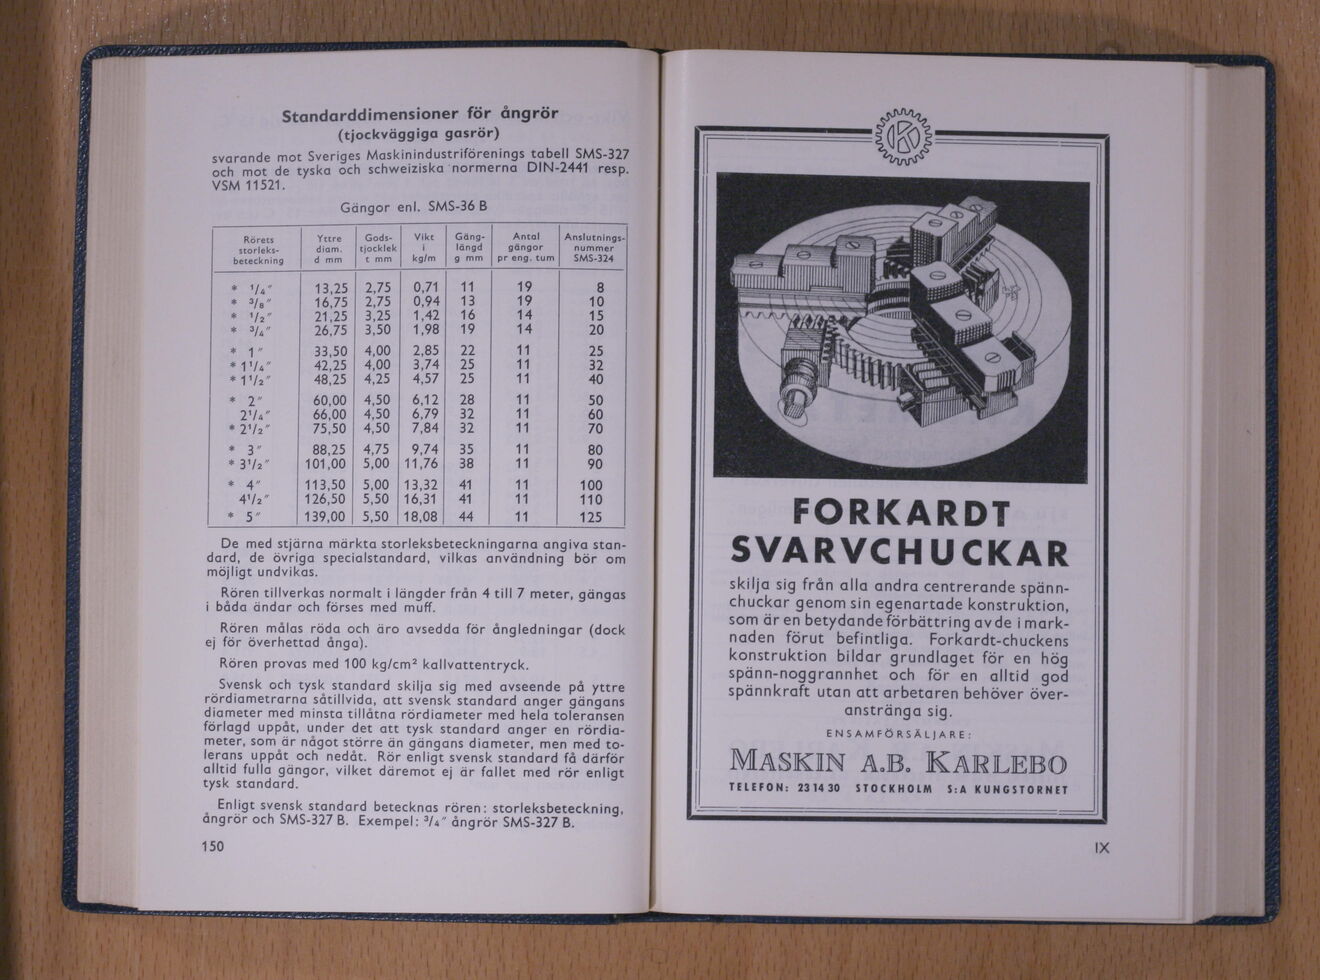 Standarddimensioner för ångrör
(tjockväggiga gasrör)
svarande mot Sveriges Maskinindustriförenings tabell SMS-327
och mot de tyska och schweiziska normerna DIN-2441 resp.
VSM 11521.
Gängor enl. SMS-36 B
Rörets storleks-beteckning | Yttre diam. d mm | Gods-tjocklek t mm | Vikt i kg/m | Gäng-längd g mm | Antal gängor pr eng. tum | Anslutnings-nummer SMS-324
* 1/4" 13,25 2,75 0,71 11 19 8
* 3/8" 16,75 2,75 0,94 13 19 10
* 1/2" 21,25 3,25 1,42 16 14 15
* 3/4" 26,75 3,50 1,98 19 14 20
* 1" 33,50 4,00 2,85 22 11 25
* 1 1/4" 42,25 4,00 3,74 25 11 32
* 1 1/2" 48,25 4,25 4,57 25 11 40
* 2" 60,00 4,50 6,12 28 11 50
2 1/4" 66,00 4,50 6,79 32 11 60
* 2 1/2" 75,50 4,50 7,84 32 11 70
* 3" 88,25 4,75 9,74 35 11 80
* 3 1/2" 101,00 5,00 11,76 38 11 90
* 4" 113,50 5,00 13,32 41 11 100
4 1/2" 126,50 5,50 16,31 41 11 110
* 5" 139,00 5,50 18,08 44 11 125
De med stjärna märkta storleksbeteckningarna angiva stan-
dard, de övriga specialstandard, vilkas användning bör om
möjligt undvikas.
Rören tillverkas normalt i längder från 4 till 7 meter, gängas
i båda ändar och förses med muff.
Rören målas röda och äro avsedda för ångledningar (dock
ej för överhettad ånga).
Rören provas med 100 kg/cm² kallvattentryck.
Svensk och tysk standard skilja sig med avseende på yttre
rördiametrarna såtillvida, att svensk standard anger gängans
diameter med minsta tillåtna rördiameter med hela toleransen
förlagd uppåt, under det att tysk standard anger en rördia-
meter, som är något större än gängans diameter, men med to-
lerans uppåt och nedåt. Rör enligt svensk standard få därför
alltid fulla gängor, vilket däremot ej är fallet med rör enligt
tysk standard.
Enligt svensk standard betecknas rören: storleksbeteckning,
ångrör och SMS-327 B. Exempel: 3/4" ångrör SMS-327 B.
150
FORKARDT
SVARVCHUCKAR
skilja sig från alla andra centrerande spänn-
chuckar genom sin egenartade konstruktion,
som är en betydande förbättring av de i mark-
naden förut befintliga. Forkardt-chuckens
konstruktion bildar grundlaget för en hög
spänn-noggrannhet och för en alltid god
spännkraft utan att arbetaren behöver över-
anstränga sig.
ENSAMFÖRSÄLJARE:
MASKIN A.B. KARLEBO
TELEFON: 23 14 30 STOCKHOLM S:A KUNGSTORNET
IX